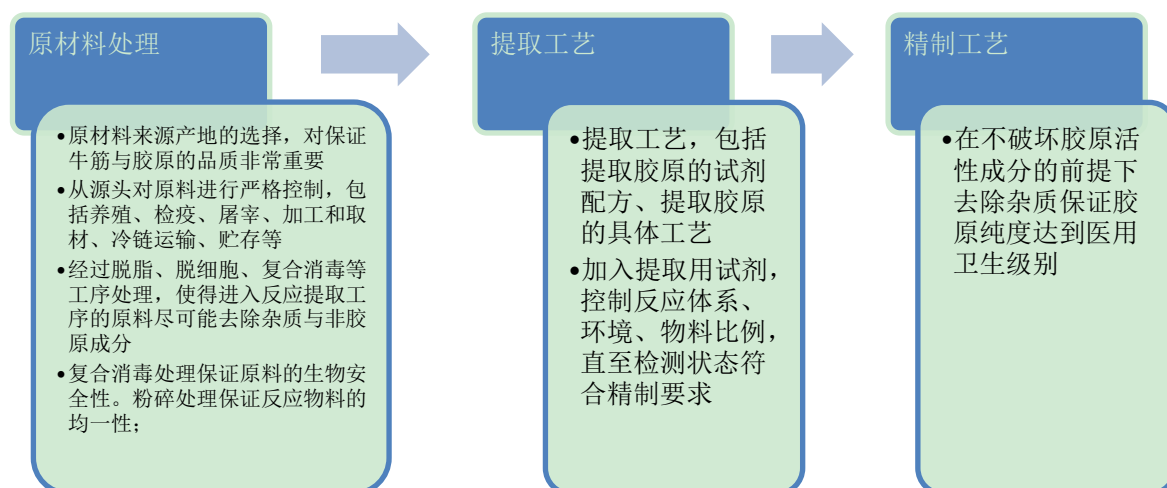 原材料处理
•原材料来源产地的选择，对保证
牛筋与胶原的品质非常重要
•从源头对原料进行严格控制，包
括养殖、检疫、屠宰、加工和取
材、冷链运输、贮存等
•经过脱脂、脱细胞、复合消毒等
工序处理，使得进入反应提取工
序的原料尽可能去除杂质与非胶
原成分
•复合消毒处理保证原料的生物安
全性。粉碎处理保证反应物料的
均一性；
提取工艺
•提取工艺，包括
提取胶原的试剂
配方、提取胶原
的具体工艺
•加入提取用试剂，
控制反应体系、
环境、物料比例，
直至检测状态符
合精制要求
精制工艺
•在不破坏胶原活
性成分的前提下
去除杂质保证胶
原纯度达到医用
卫生级别